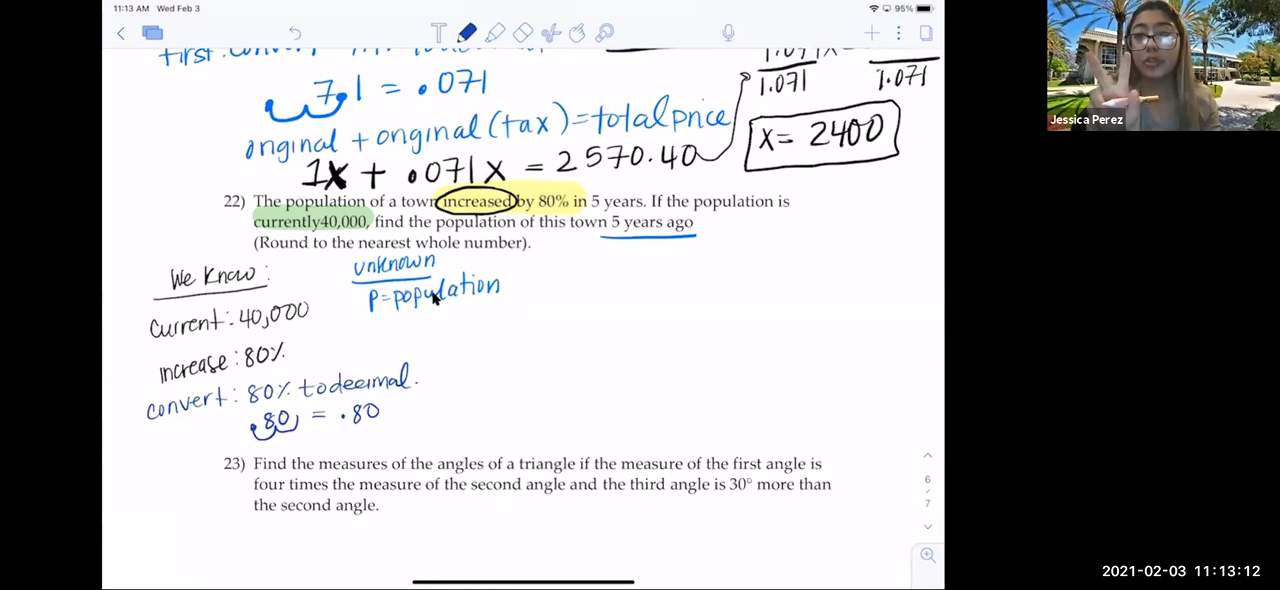 11:13 AM Wed Feb 3
95%
first convert
1.071x
1.071
1.071
7.1 = .071
original + original (tax) = total price
x = 2400
1x + .071x = 2570.40
22) The population of a town increased by 80% in 5 years. If the population is
currently40,000, find the population of this town 5 years ago
(Round to the nearest whole number).
We Know:
unknown
P=population
current: 40,000
increase: 80%
convert: 80% to decimal.
.80 = .80
23) Find the measures of the angles of a triangle if the measure of the first angle is
four times the measure of the second angle and the third angle is 30° more than
the second angle.
6
7
Jessica Perez
2021-02-03 11:13:12